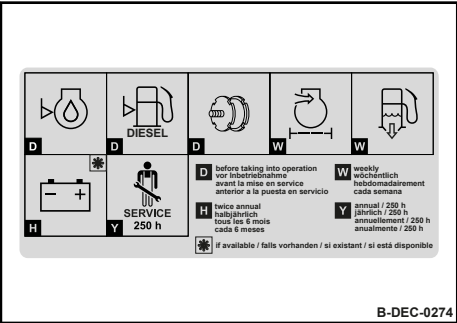 D
D
DIESEL
D
W
W
H
Y
SERVICE
250 h
D
before taking into operation
vor Inbetriebnahme
avant la mise en service
anterior a la puesta en servicio
W
weekly
wöchentlich
hebdomadairement
cada semana
H
twice annual
halbjährlich
tous les 6 mois
cada 6 meses
Y
annual / 250 h
jährlich / 250 h
annuellement / 250 h
anualmente / 250 h
if available / falls vorhanden / si existant / si está disponible
B-DEC-0274